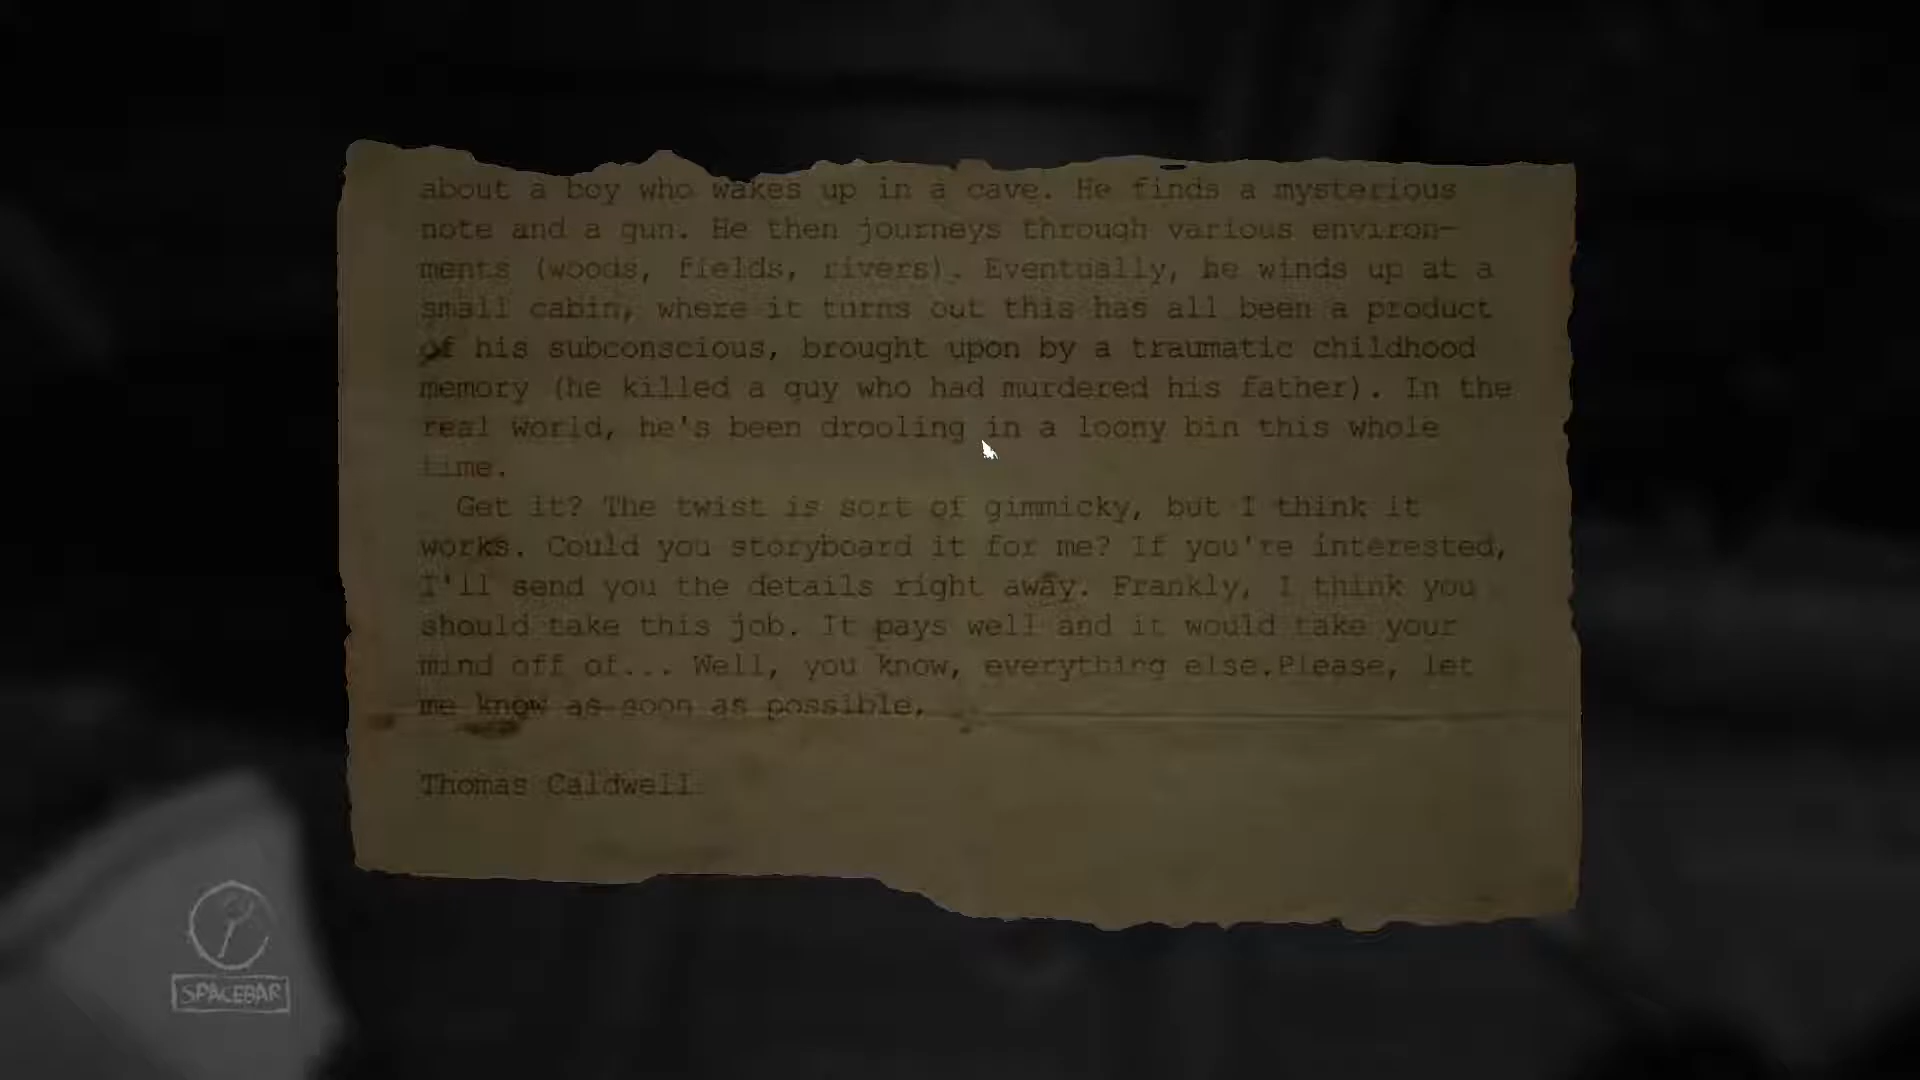 about a boy who wakes up in a cave. He finds a mysterious
note and a gun. He then journeys through various environ-
ments (woods, fields, rivers). Eventually, he winds up at a
small cabin, where it turns out this has all been a product
of his subconscious, brought upon by a traumatic childhood
memory (he killed a guy who had murdered his father). In the
real world, he's been drooling in a loony bin this whole
time.
Get it? The twist is sort of gimmicky, but I think it
works. Could you storyboard it for me? If you're interested,
I'll send you the details right away. Frankly, I think you
should take this job. It pays well and it would take your
mind off of... Well, you know, everything else.Please, let
me know as soon as possible,
Thomas Caldwell
SPACEBAR